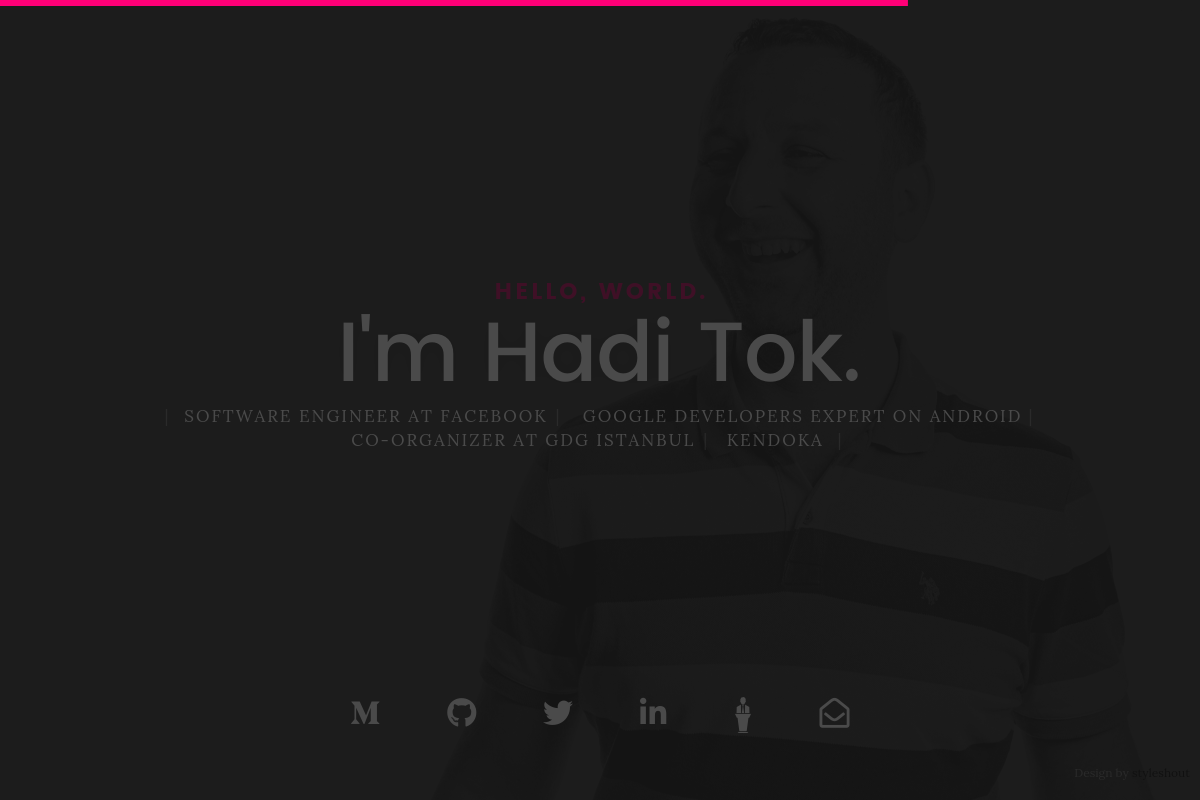 HELLO, WORLD.
I'm Hadi Tok.
| SOFTWARE ENGINEER AT FACEBOOK | GOOGLE DEVELOPERS EXPERT ON ANDROID |
CO-ORGANIZER AT GDG ISTANBUL | KENDOKA |
Design by styleshout